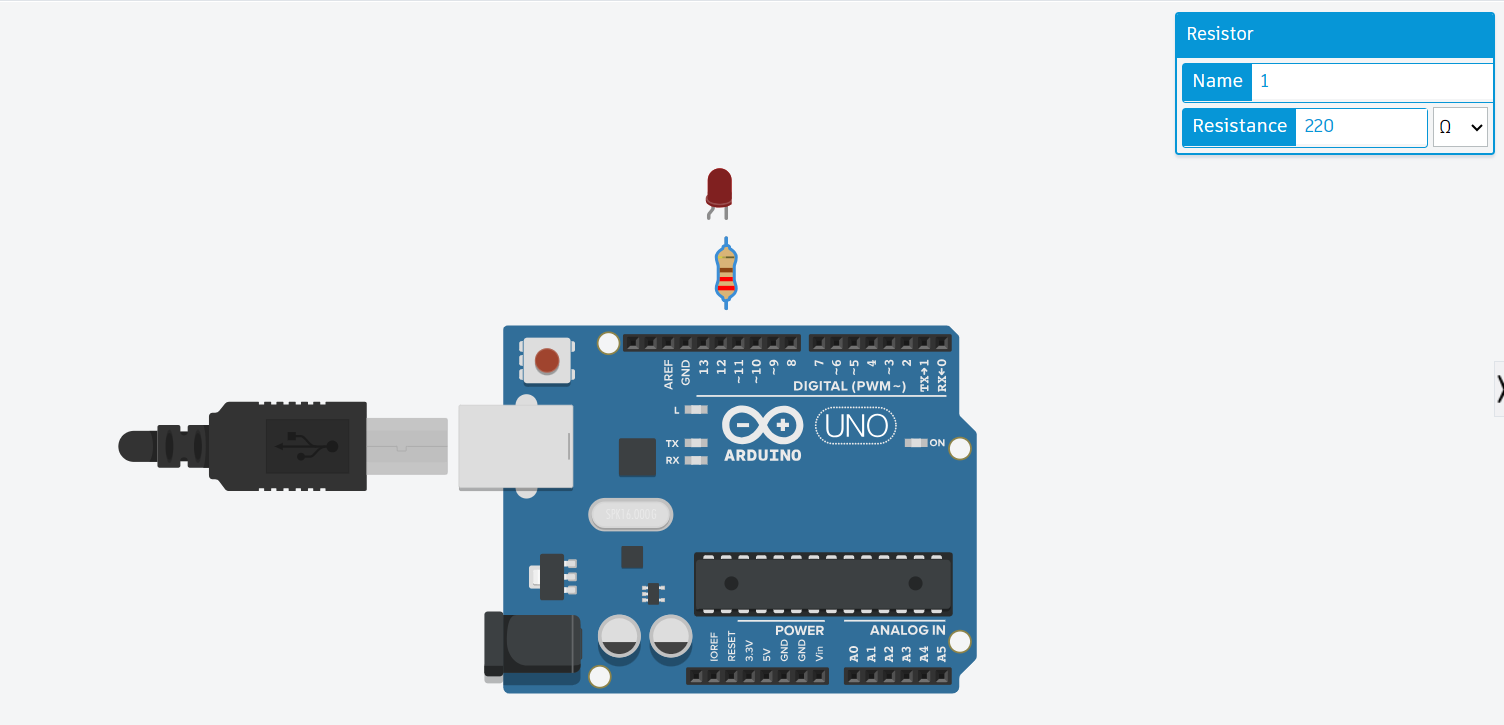 Resistor
Name 1
Resistance 220 Ω
AREF
GND
13
12
~11
~10
~9
8
7
~6
~5
4
~3
2
TX→1
RX←0
DIGITAL (PWM~)
L
TX
RX
UNO
ON
ARDUINO
POWER
ANALOG IN
IOREF
RESET
3.3V
5V
GND
GND
Vin
A0
A1
A2
A3
A4
A5